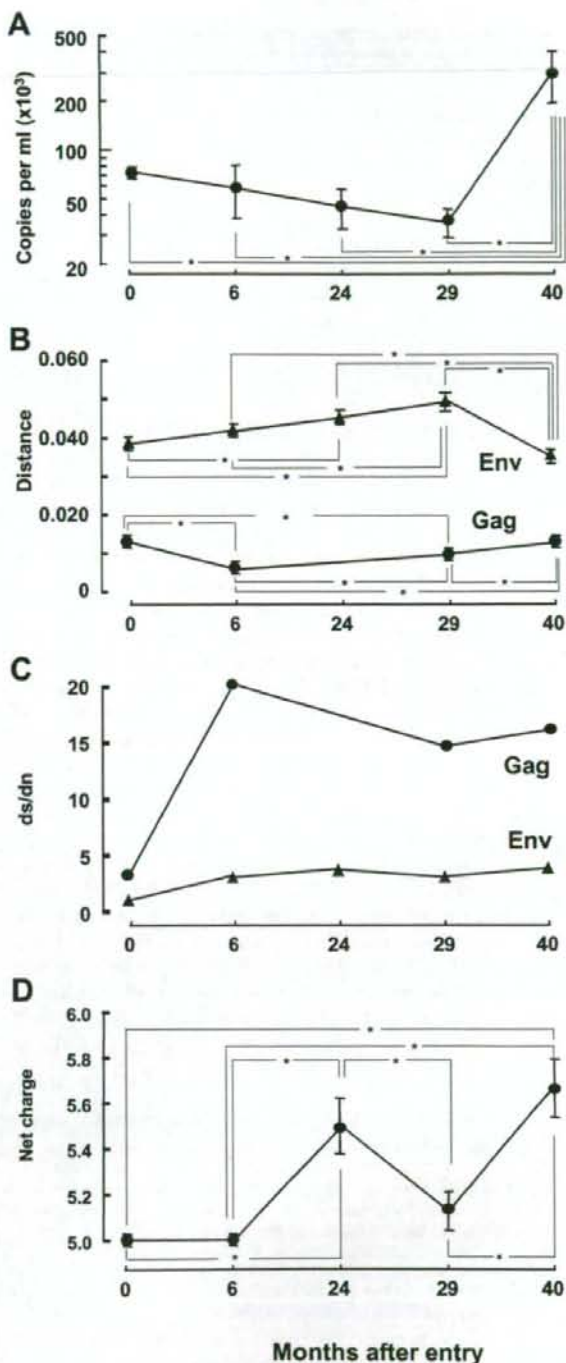 A
Copies per ml (x10³)
500
200
100
50
20
0 6 24 29 40
B
Distance
0.060
0.040
0.020
0
Env
Gag
0 6 24 29 40
C
ds/dn
20
15
10
5
0
Gag
Env
0 6 24 29 40
D
Net charge
6.0
5.8
5.6
5.4
5.2
5.0
0 6 24 29 40
Months after entry